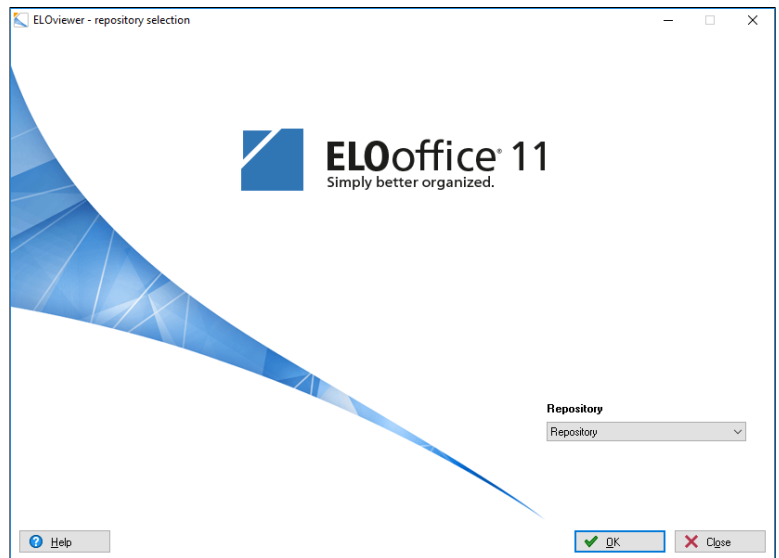 ELOviewer - repository selection
ELOoffice® 11
Simply better organized.
Repository
Repository
Help
OK
Close